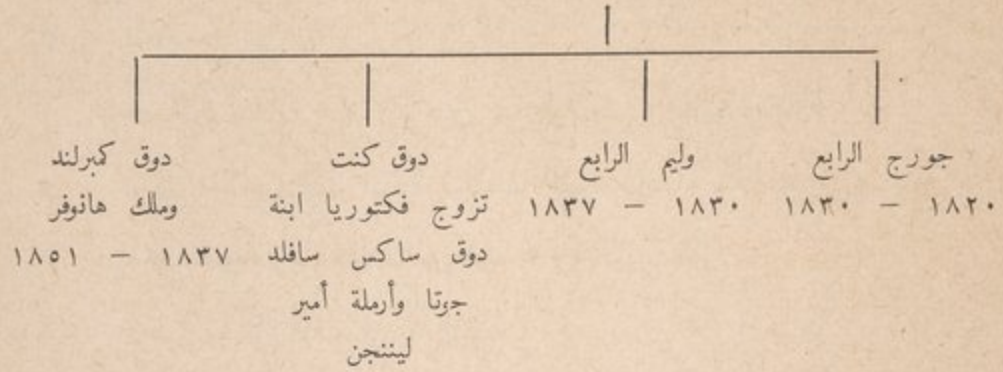 جورج الرابع
١٨٢٠ – ١٨٣٠
وليم الرابع
١٨٣٠ – ١٨٣٧
دوق كنت
تزوج فكتوريا ابنة
دوق ساكس سافلد
جوتا وأرملة أمير
ليننجن
دوق كمبرلند
وملك هانوفر
١٨٣٧ – ١٨٥١